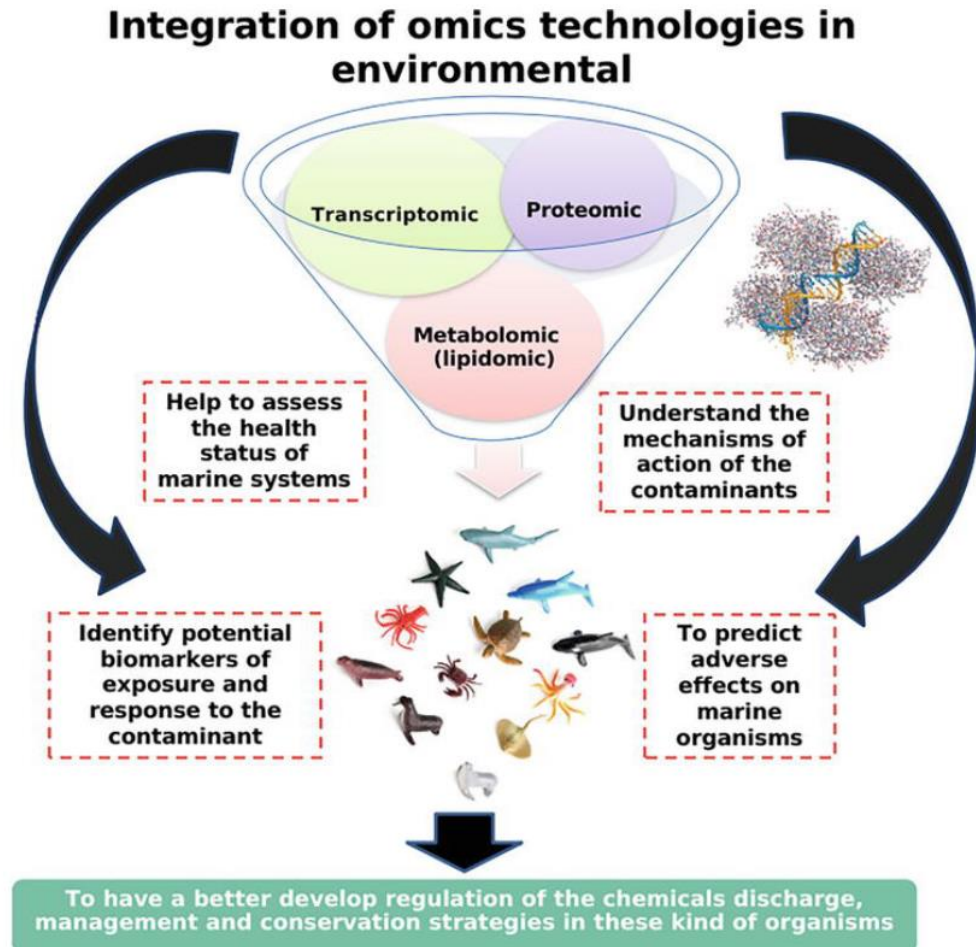 Integration of omics technologies in
environmental
Transcriptomic
Proteomic
Metabolomic
(lipidomic)
Help to assess
the health
status of
marine systems
Understand the
mechanisms of
action of the
contaminants
Identify potential
biomarkers of
exposure and
response to the
contaminant
To predict
adverse
effects on
marine
organisms
To have a better develop regulation of the chemicals discharge,
management and conservation strategies in these kind of organisms